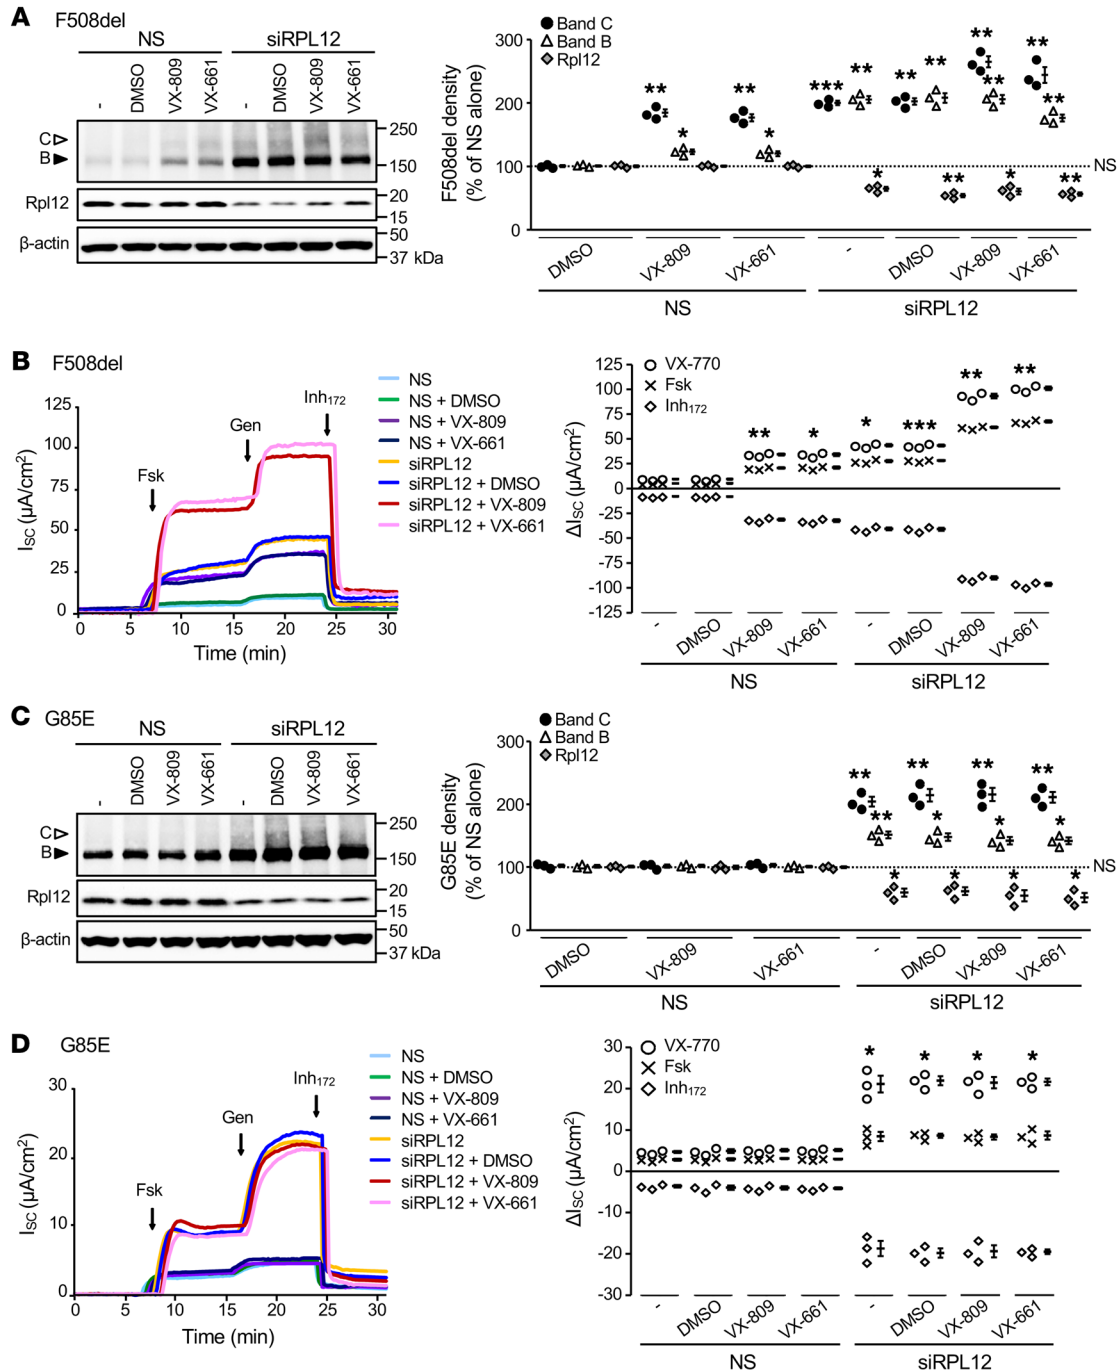 A F508del
NS siRPL12
- DMSO VX-809 VX-661 - DMSO VX-809 VX-661
C
B
250
150
Rpl12
20
15
β-actin
50
37 kDa
Band C
Band B
Rpl12
F508del density
(% of NS alone)
300
200
100
0
** * ** * *** ** ** ** ** ** ** **
* ** * **
NS
DMSO VX-809 VX-661 - DMSO VX-809 VX-661
NS siRPL12
B F508del
ISC (µA/cm2)
125
100
75
50
25
0
0 5 10 15 20 25 30
Time (min)
Fsk
Gen
Inh172
NS
NS + DMSO
NS + VX-809
NS + VX-661
siRPL12
siRPL12 + DMSO
siRPL12 + VX-809
siRPL12 + VX-661
VX-770
Fsk
Inh172
ΔISC (µA/cm2)
125
100
75
50
25
0
-25
-50
-75
-100
-125
** * * *** ** **
- DMSO VX-809 VX-661 - DMSO VX-809 VX-661
NS siRPL12
C G85E
NS siRPL12
- DMSO VX-809 VX-661 - DMSO VX-809 VX-661
C
B
250
150
Rpl12
20
15
β-actin
50
37 kDa
Band C
Band B
Rpl12
G85E density
(% of NS alone)
300
200
100
0
** ** ** **
** * * *
* * * *
NS
DMSO VX-809 VX-661 - DMSO VX-809 VX-661
NS siRPL12
D G85E
ISC (µA/cm2)
30
20
10
0
0 5 10 15 20 25 30
Time (min)
Fsk
Gen
Inh172
NS
NS + DMSO
NS + VX-809
NS + VX-661
siRPL12
siRPL12 + DMSO
siRPL12 + VX-809
siRPL12 + VX-661
VX-770
Fsk
Inh172
ΔISC (µA/cm2)
30
20
10
0
-10
-20
-30
* * * *
- DMSO VX-809 VX-661 - DMSO VX-809 VX-661
NS siRPL12